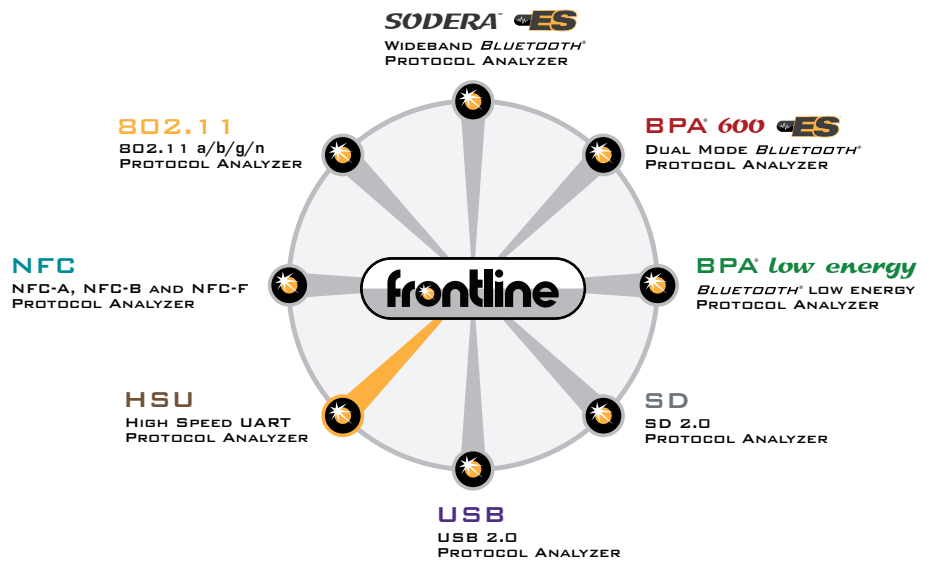 SODERA™ ES
WIDEBAND BLUETOOTH®
PROTOCOL ANALYZER
802.11
802.11 a/b/g/n
PROTOCOL ANALYZER
BPA® 600 ES
DUAL MODE BLUETOOTH®
PROTOCOL ANALYZER
NFC
NFC-A, NFC-B AND NFC-F
PROTOCOL ANALYZER
frontline
BPA® low energy
BLUETOOTH® LOW ENERGY
PROTOCOL ANALYZER
HSU
HIGH SPEED UART
PROTOCOL ANALYZER
SD
SD 2.0
PROTOCOL ANALYZER
USB
USB 2.0
PROTOCOL ANALYZER